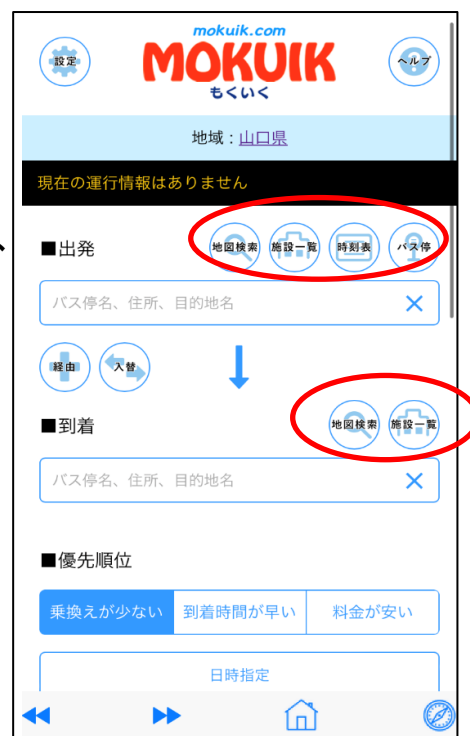 mokuik.com
設定
MOKUIK
ヘルプ
もくいく
地域：山口県
現在の運行情報はありません
■出発
地図検索
施設一覧
時刻表
バス停
バス停名、住所、目的地名
経由
入替
■到着
地図検索
施設一覧
バス停名、住所、目的地名
■優先順位
乗換えが少ない
到着時間が早い
料金が安い
日時指定